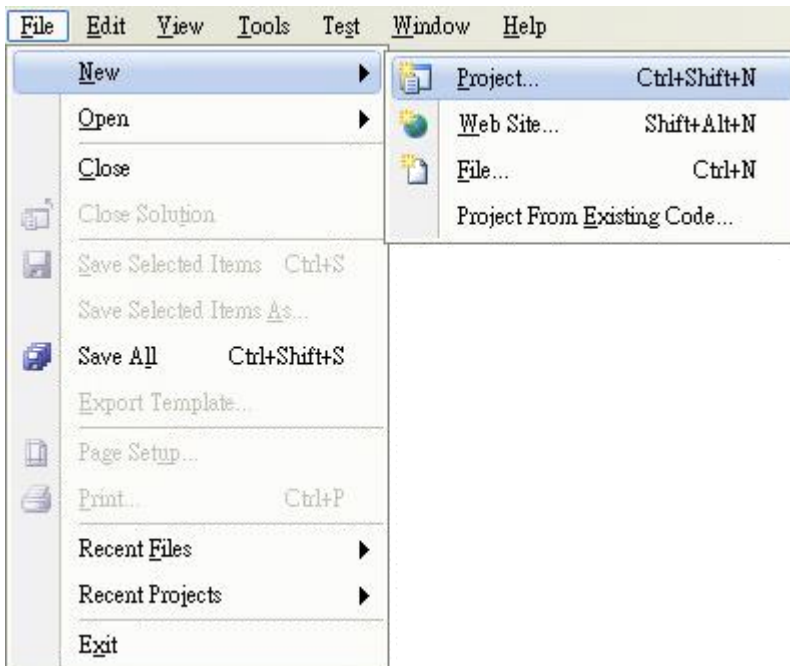 File Edit View Tools Test Window Help
New
Open
Close
Close Solution
Save Selected Items Ctrl+S
Save Selected Items As...
Save All Ctrl+Shift+S
Export Template...
Page Setup...
Print... Ctrl+P
Recent Files
Recent Projects
Exit
Project... Ctrl+Shift+N
Web Site... Shift+Alt+N
File... Ctrl+N
Project From Existing Code...